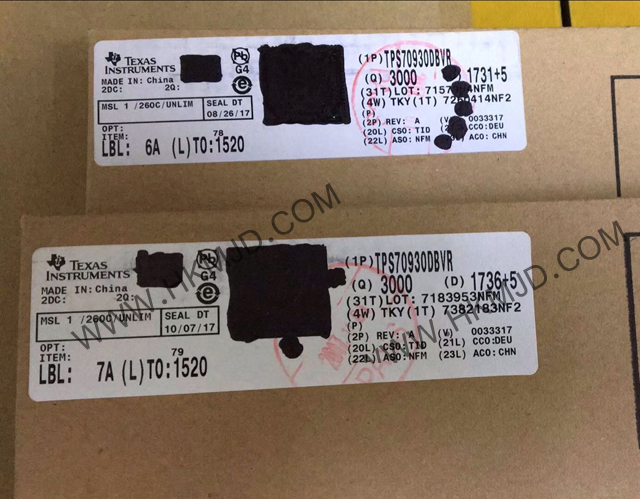 TEXAS INSTRUMENTS
MADE IN: China
2DC: 2Q:
Pb
G4
MSL 1 /260C/UNLIM
SEAL DT
08/26/17
OPT:
ITEM: 78
LBL: 6A (L)TO:1520
(1P)TPS70930DBVR
(Q) 3000 1731+5
(31T)LOT:
(4W) TKY(1T)
(P)
(2P) REV: A 0033317
(20L) CSO:TID CCO:DEU
(22L) ASO:NFM ACO: CHN
TEXAS INSTRUMENTS
MADE IN:China
2DC: 2Q:
Pb
G4
e
MSL 1 /260C/UNLIM
SEAL DT
10/07/17
OPT:
ITEM: 79
LBL: 7A (L)TO:1520
(1P)TPS70930DBVR
(Q) 3000 (D) 1736+5
(31T)LOT: 7183953NFM
(4W) TKY(1T) 7382183NF2
(P)
(2P) REV: A (V) 0033317
(20L) CSO:TID (21L) CCO:DEU
(22L) ASO:NFM (23L) ACO: CHN
WWW.HKMJD.COM
WWW.HKMJD.COM